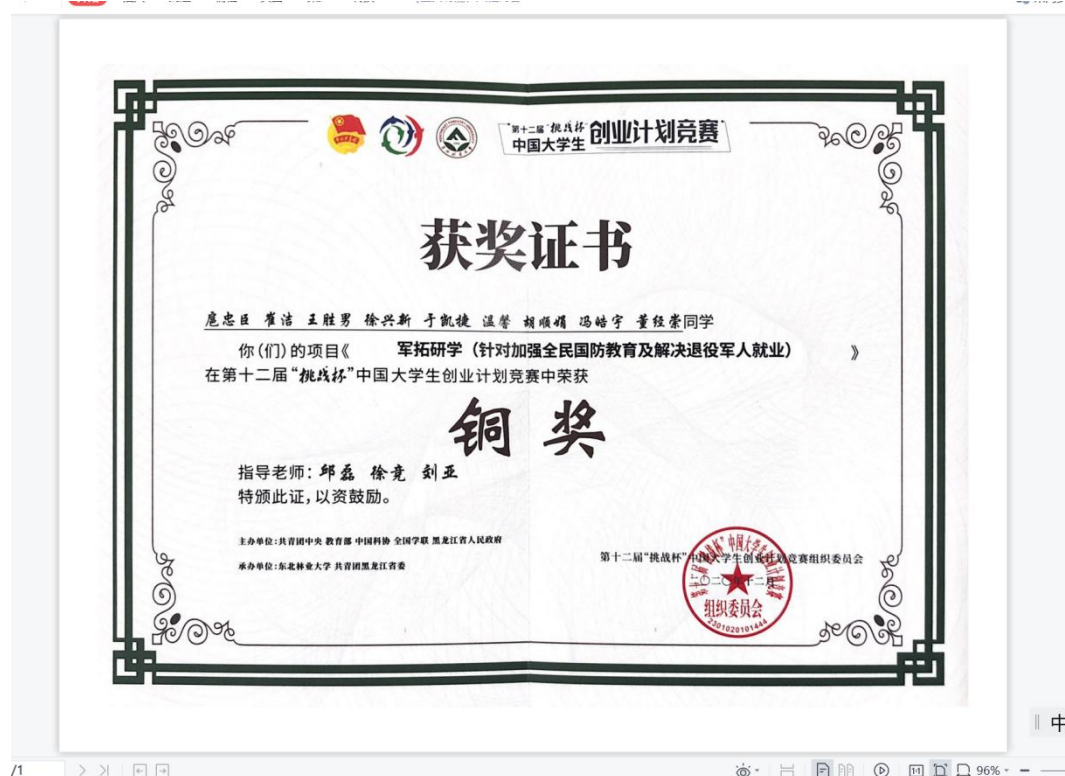 第十二届"挑战杯"
中国大学生 创业计划竞赛
获奖证书
扈忠臣 崔洁 王胜男 徐兴新 于凯捷 温馨 胡顺娟 冯皓宇 董经崇同学
你(们)的项目《 军拓研学(针对加强全民国防教育及解决退役军人就业) 》
在第十二届“挑战杯”中国大学生创业计划竞赛中荣获
铜 奖
指导老师:邱磊 徐竞 刘亚
特颁此证,以资鼓励。
主办单位:共青团中央 教育部 中国科协 全国学联 黑龙江省人民政府
承办单位:东北林业大学 共青团黑龙江省委
第十二届“挑战杯”中国大学生创业计划竞赛组织委员会
组织委员会
2301020101444
中
/1
96%